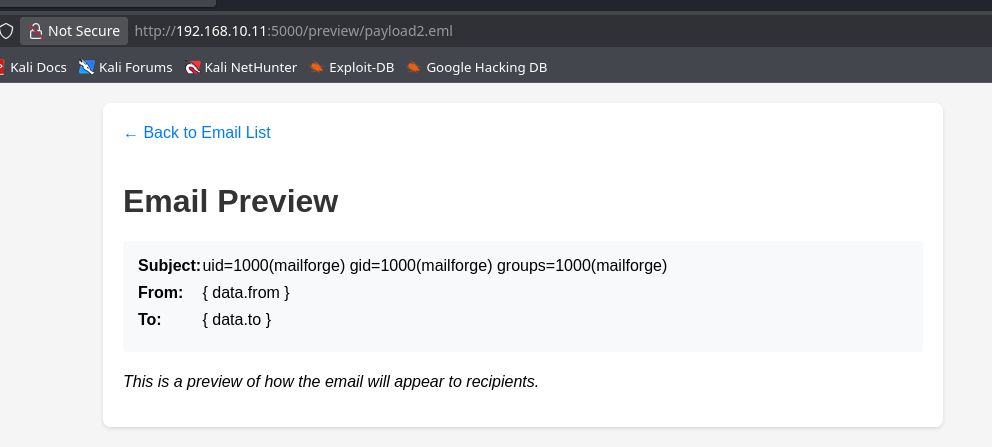 Not Secure http://192.168.10.11:5000/preview/payload2.eml
Kali Docs Kali Forums Kali NetHunter Exploit-DB Google Hacking DB
← Back to Email List
Email Preview
Subject: uid=1000(mailforge) gid=1000(mailforge) groups=1000(mailforge)
From: { data.from }
To: { data.to }
This is a preview of how the email will appear to recipients.